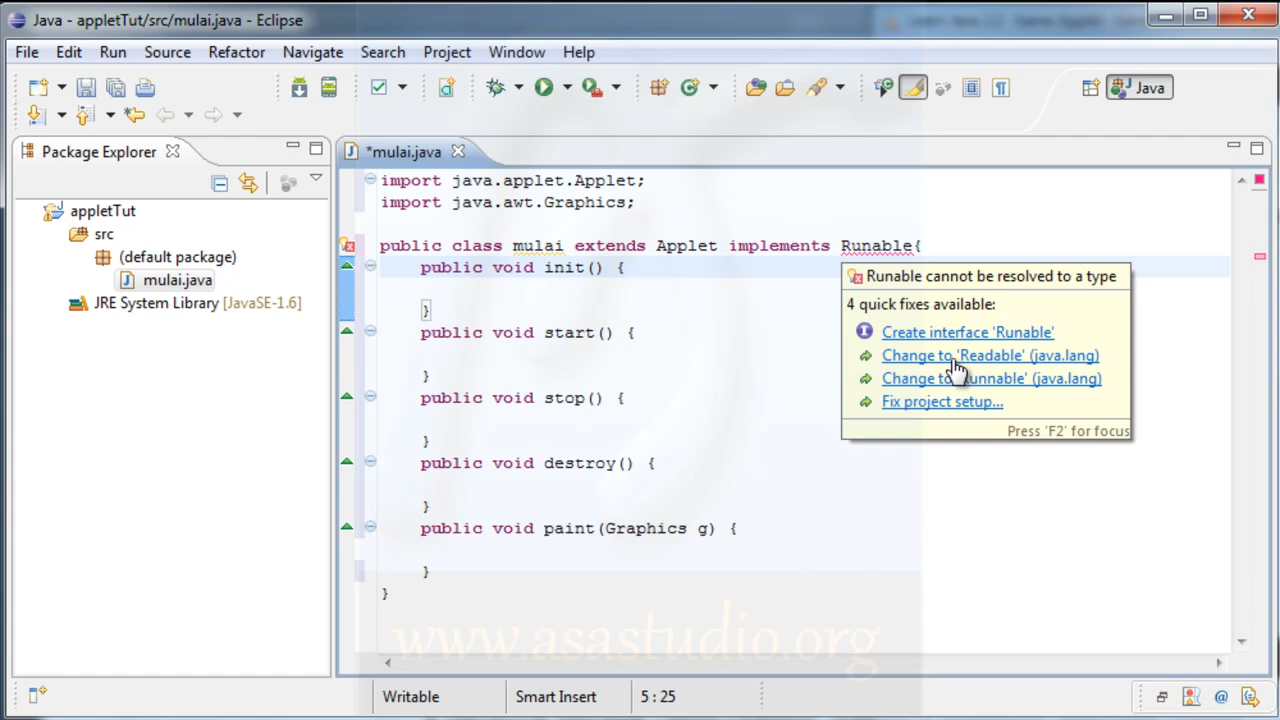 Java - appletTut/src/mulai.java - Eclipse
File Edit Run Source Refactor Navigate Search Project Window Help
Java
Package Explorer
*mulai.java
appletTut
src
(default package)
mulai.java
JRE System Library [JavaSE-1.6]
import java.applet.Applet;
import java.awt.Graphics;
public class mulai extends Applet implements Runable{
public void init() {
}
public void start() {
}
public void stop() {
}
public void destroy() {
}
public void paint(Graphics g) {
}
}
Runable cannot be resolved to a type
4 quick fixes available:
Create interface 'Runable'
Change to 'Readable' (java.lang)
Change to 'Runnable' (java.lang)
Fix project setup...
Press 'F2' for focus
www.asastudio.org
Writable Smart Insert 5 : 25